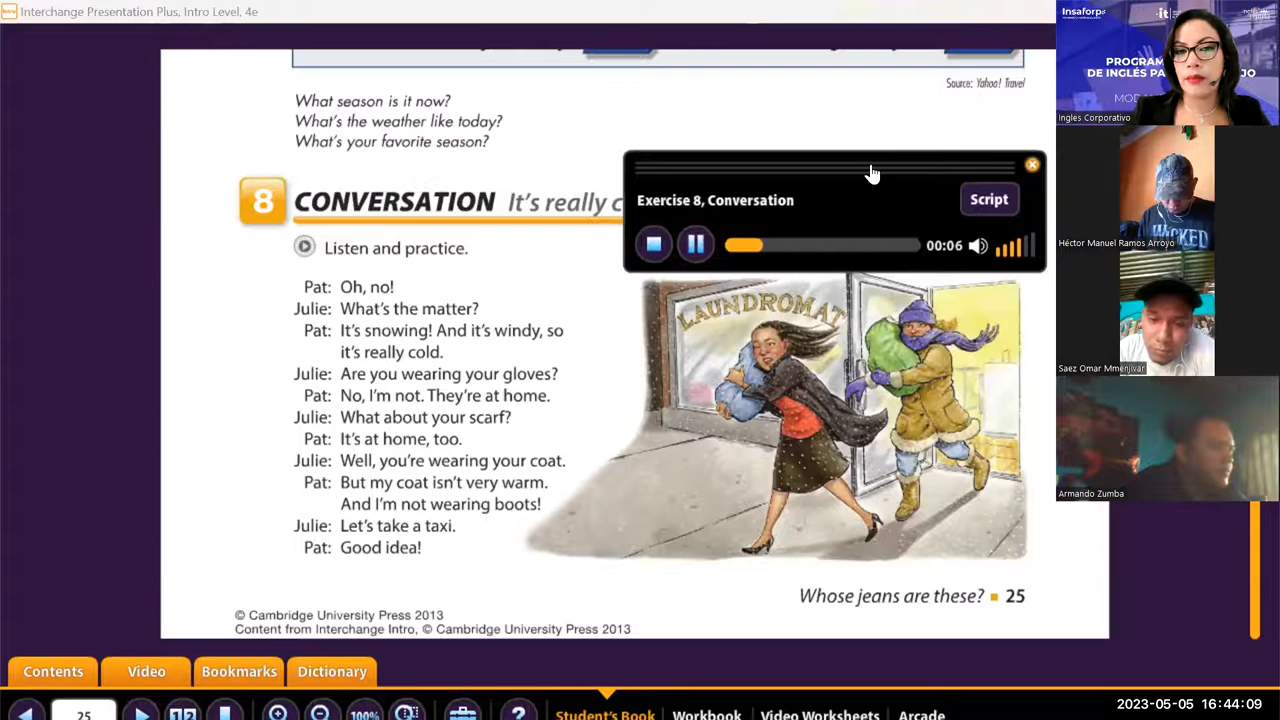 Interchange Presentation Plus, Intro Level, 4e
Source: Yahoo! Travel
What season is it now?
What's the weather like today?
What's your favorite season?
8 CONVERSATION It's really c
Listen and practice.
Exercise 8, Conversation
Script
00:06
Pat: Oh, no!
Julie: What's the matter?
Pat: It's snowing! And it's windy, so
it's really cold.
Julie: Are you wearing your gloves?
Pat: No, I'm not. They're at home.
Julie: What about your scarf?
Pat: It's at home, too.
Julie: Well, you're wearing your coat.
Pat: But my coat isn't very warm.
And I'm not wearing boots!
Julie: Let's take a taxi.
Pat: Good idea!
LAUNDROMAT
Whose jeans are these? ■ 25
© Cambridge University Press 2013
Content from Interchange Intro, © Cambridge University Press 2013
Contents
Video
Bookmarks
Dictionary
25
100%
?
Student's Book
Workbook
Video Worksheets
Arcade
Insaforp
it
PROGRAM
DE INGLÉS PA
JO
MOD
Ingles Corporativo
Héctor Manuel Ramos Arroyo
WICKED
Saez Omar Mmenjivar
Armando Zumba
2023-05-05 16:44:09